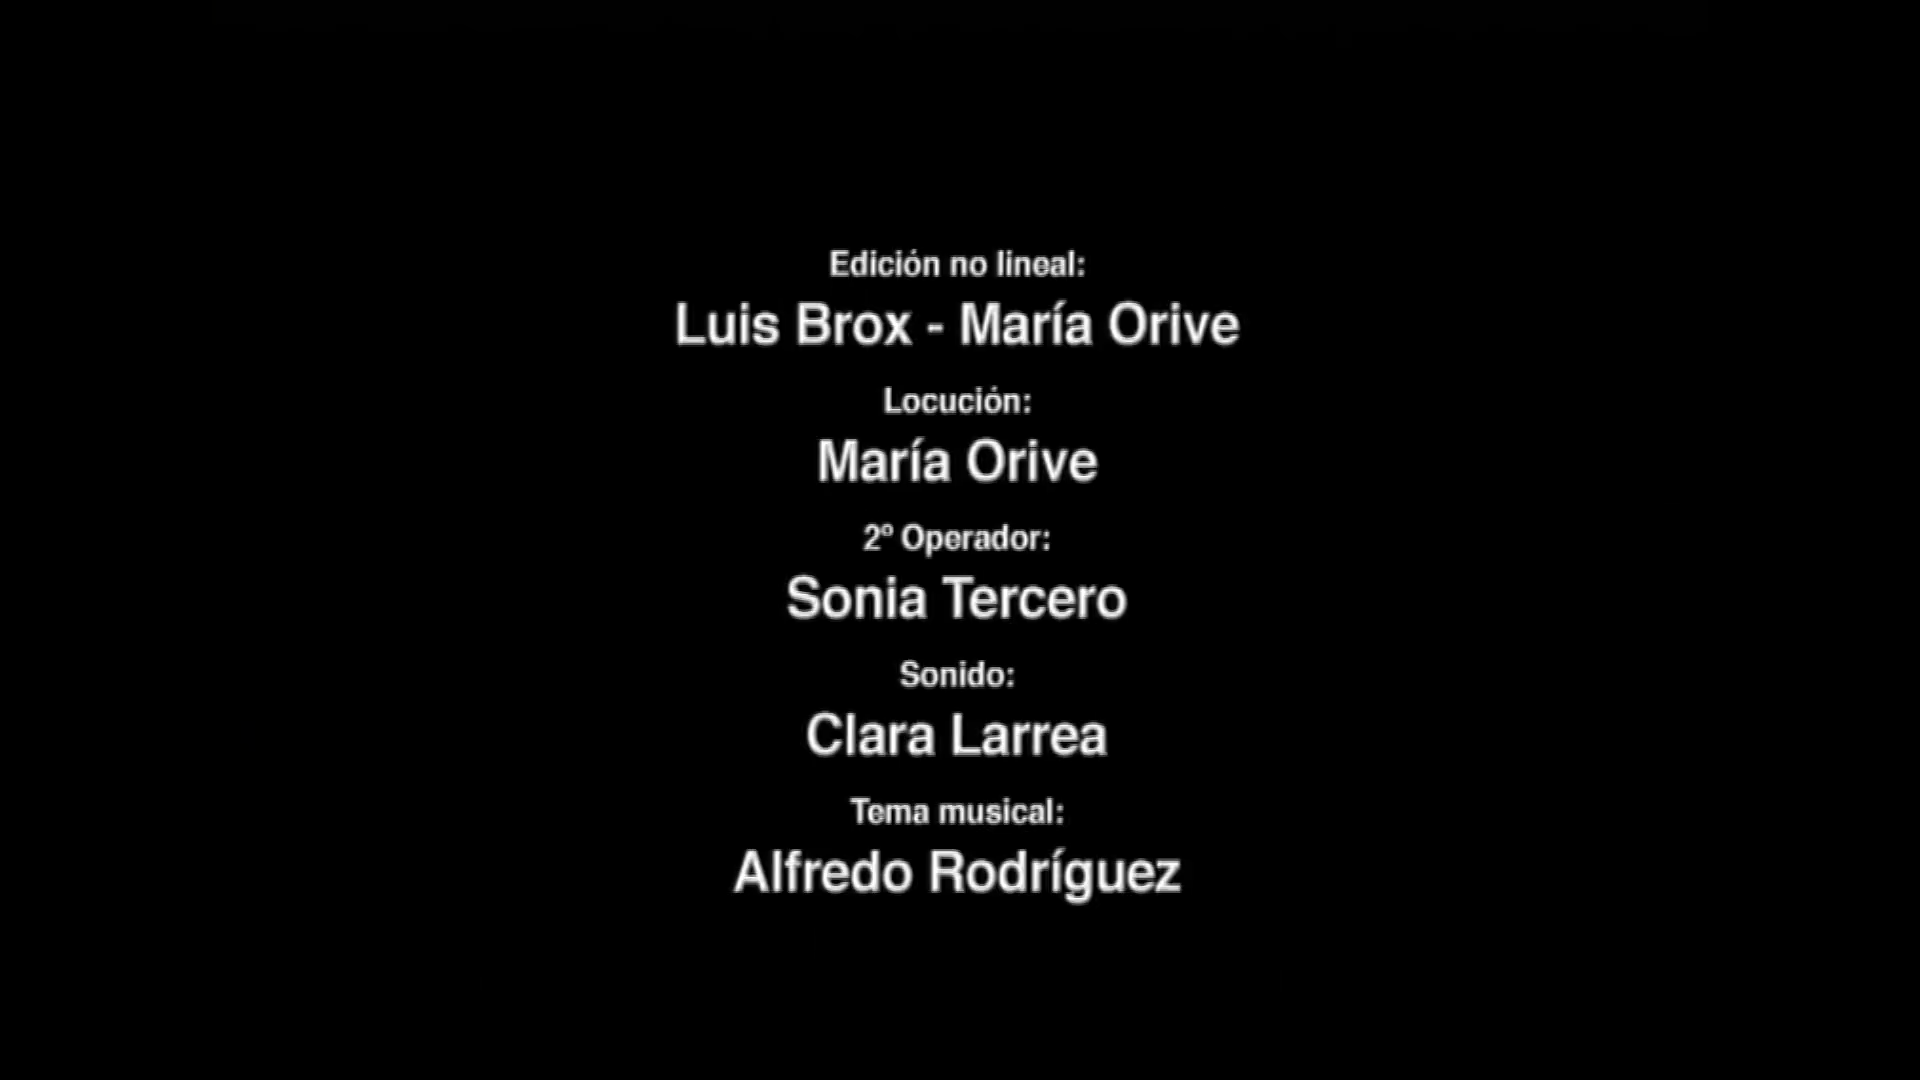 Edición no lineal:
Luis Brox - María Orive
Locución:
María Orive
2º Operador:
Sonia Tercero
Sonido:
Clara Larrea
Tema musical:
Alfredo Rodríguez